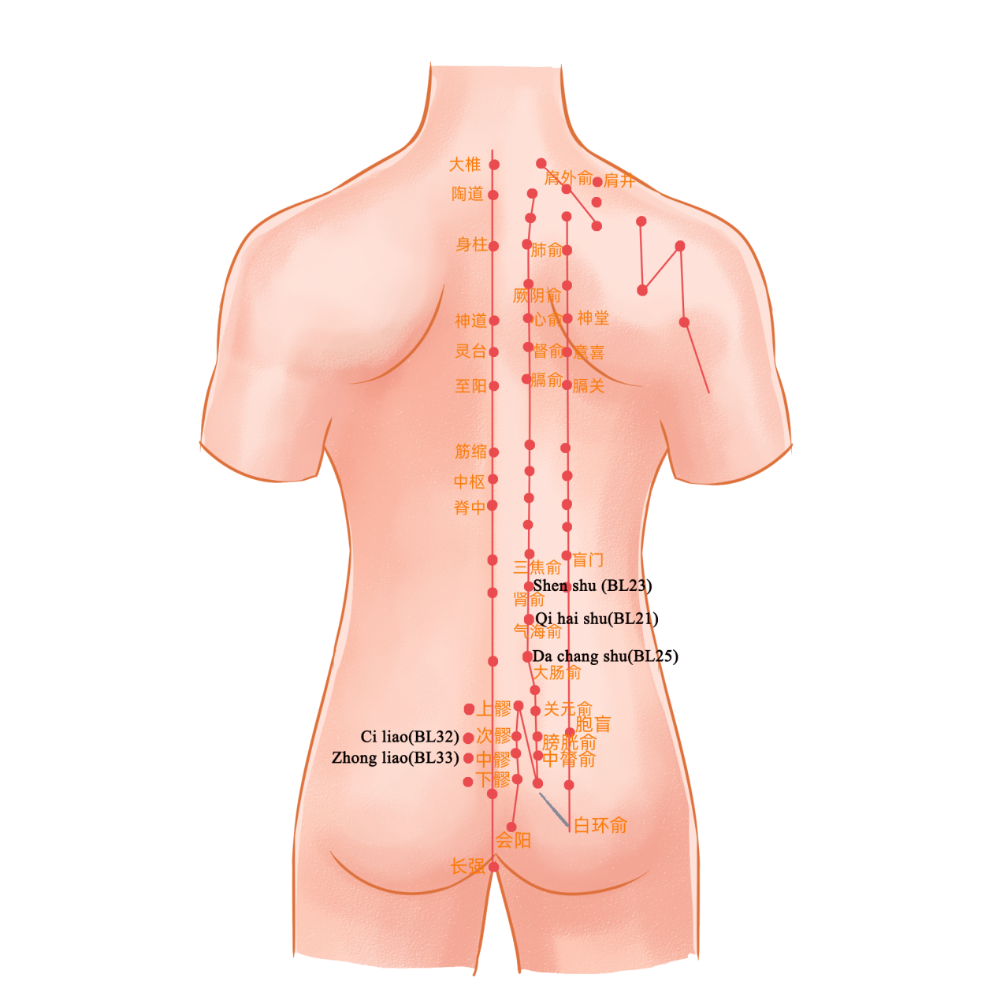 大椎
肩外俞
肩井
陶道
身柱
肺俞
厥阴俞
神道
心俞
神堂
灵台
督俞
意喜
至阳
膈俞
膈关
筋缩
中枢
脊中
三焦俞
肓门
Shen shu (BL23)
肾俞
Qi hai shu(BL21)
气海俞
Da chang shu(BL25)
大肠俞
上髎
关元俞
胞肓
Ci liao(BL32)
次髎
膀胱俞
Zhong liao(BL33)
中髎
中膂俞
下髎
白环俞
会阳
长强